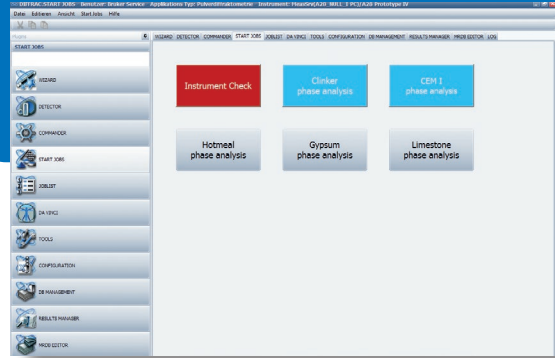 DBTRAC.START JOBS Benutzer: Bruker Service Applikations Typ: Pulverdiffraktometrie Instrument:
Datei Editieren Ansicht StartJobs Hilfe
START JOBS
WIZARD DETECTOR COMMANDER START JOBS JOBLIST DA VINCI TOOLS CONFIGURATION DB MANAGEMENT RESULTS MANAGER MRDB EDITOR LOG
WIZARD
DETECTOR
COMMANDER
START JOBS
JOBLIST
DA VINCI
TOOLS
CONFIGURATION
DB MANAGEMENT
RESULTS MANAGER
MRDB EDITOR
Instrument Check
Clinker
phase analysis
CEM I
phase analysis
Hotmeal
phase analysis
Gypsum
phase analysis
Limestone
phase analysis